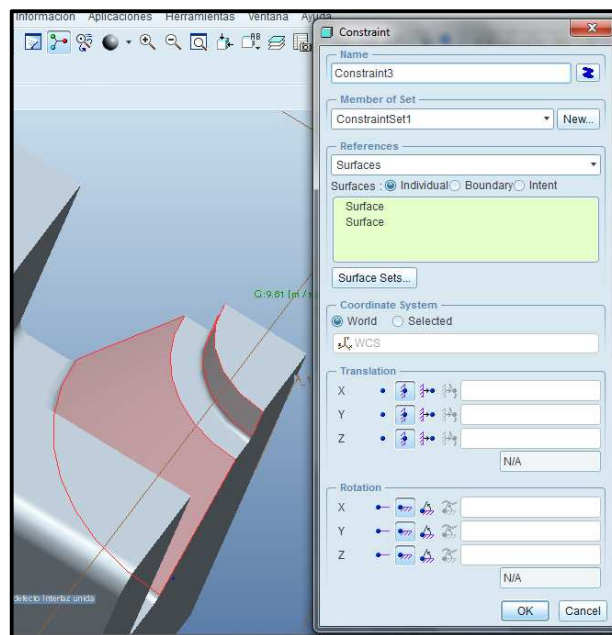 Información Aplicaciones Herramientas Ventana Ayuda
G:9.81 [m / s
defecto Interfaz unida
Constraint
Name
Constraint3
Member of Set
ConstraintSet1 New...
References
Surfaces
Surfaces : Individual Boundary Intent
Surface
Surface
Surface Sets...
Coordinate System
World Selected
WCS
Translation
X
Y
Z
N/A
Rotation
X
Y
Z
N/A
OK Cancel